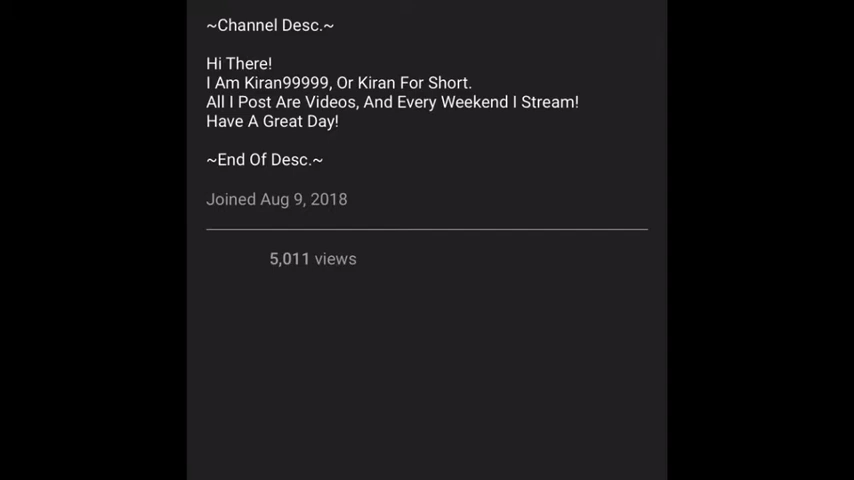 ~Channel Desc.~
Hi There!
I Am Kiran99999, Or Kiran For Short.
All I Post Are Videos, And Every Weekend I Stream!
Have A Great Day!
~End Of Desc.~
Joined Aug 9, 2018
5,011 views